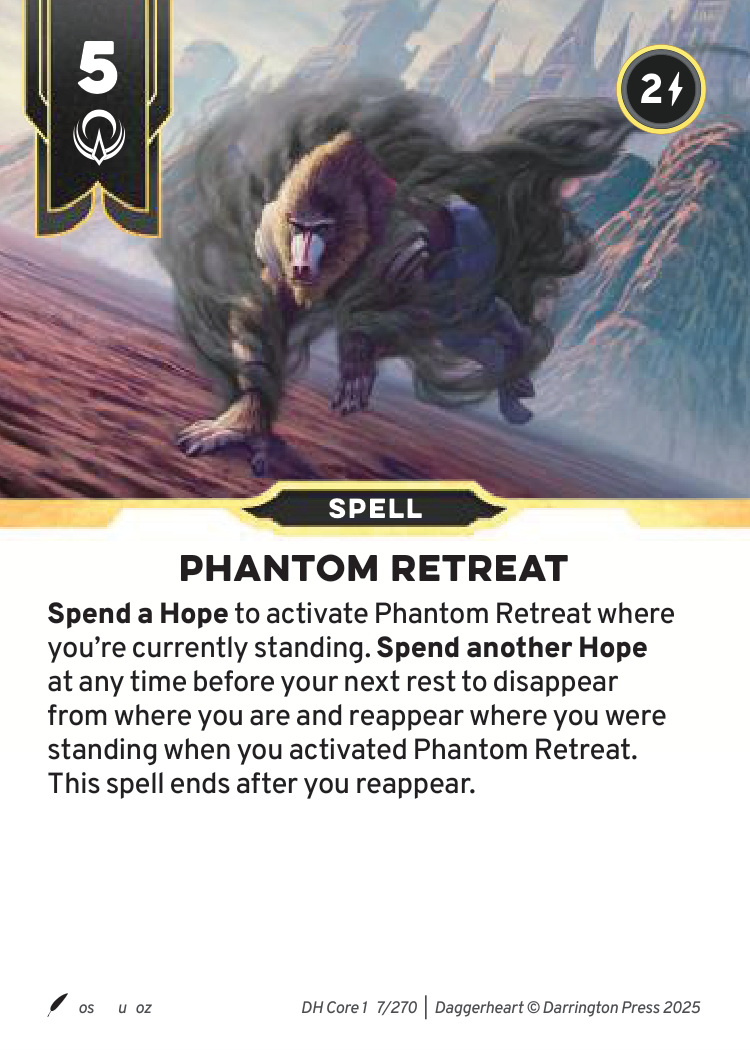 5
2
SPELL
PHANTOM RETREAT
Spend a Hope to activate Phantom Retreat where
you’re currently standing. Spend another Hope
at any time before your next rest to disappear
from where you are and reappear where you were
standing when you activated Phantom Retreat.
This spell ends after you reappear.
os u oz
DH Core 1 7/270 | Daggerheart © Darrington Press 2025